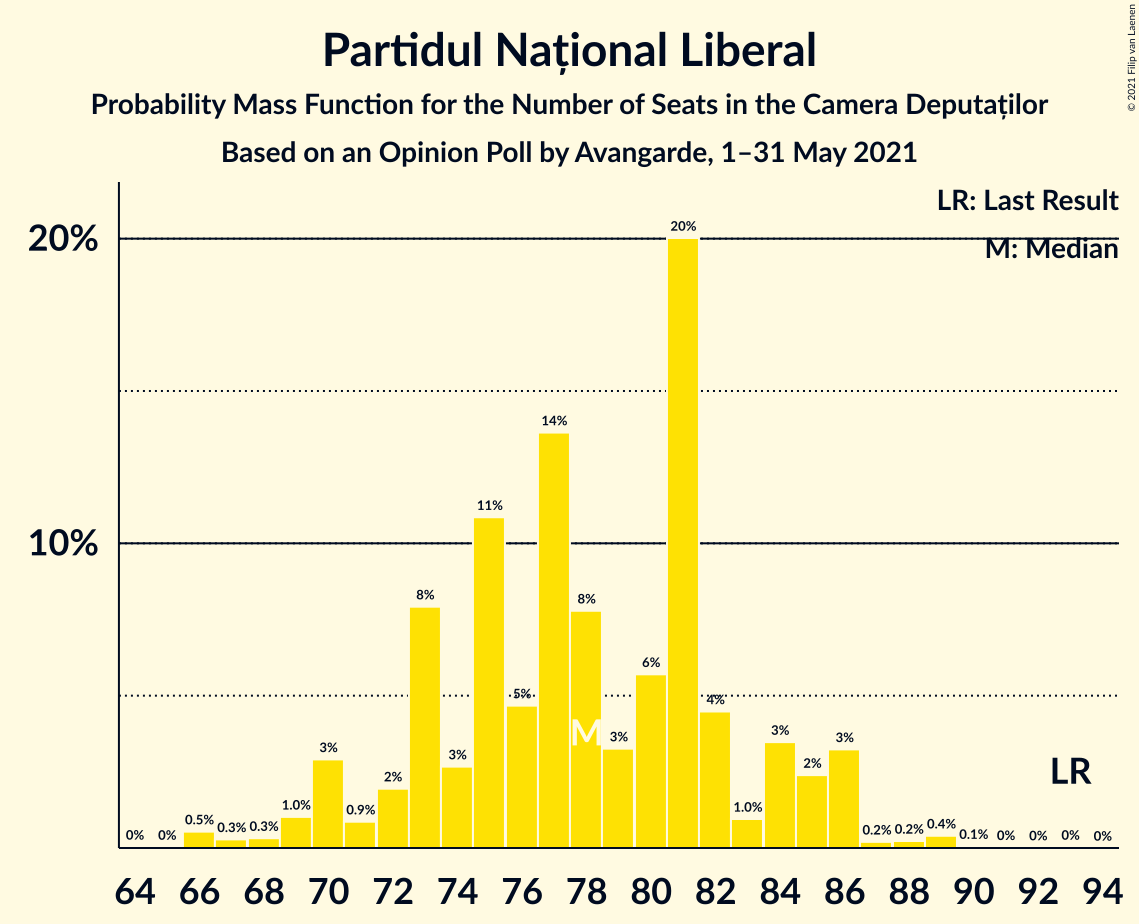 Partidul Național Liberal
Probability Mass Function for the Number of Seats in the Camera Deputaților
Based on an Opinion Poll by Avangarde, 1–31 May 2021
© 2021 Filip van Laenen
LR: Last Result
M: Median
20%
10%
0% 0% 0.5% 0.3% 0.3% 1.0% 3% 0.9% 2% 8% 3% 11% 5% 14% 8% 3% 6% 20% 4% 1.0% 3% 2% 3% 0.2% 0.2% 0.4% 0.1% 0% 0% 0% 0%
M
LR
64 66 68 70 72 74 76 78 80 82 84 86 88 90 92 94